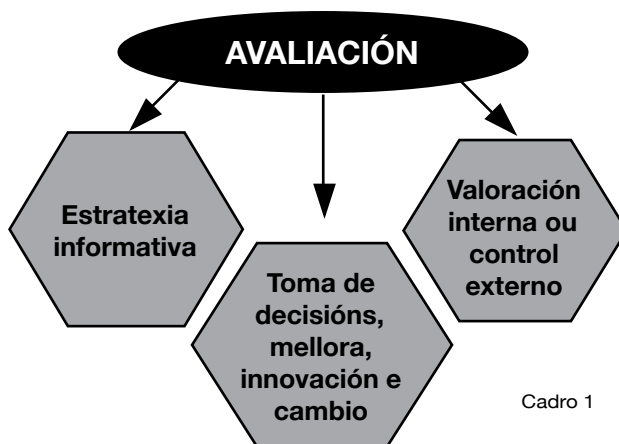 AVALIACIÓN
Estratexia
informativa
Toma de
decisións,
mellora,
innovación e
cambio
Valoración
interna ou
control
externo
Cadro 1